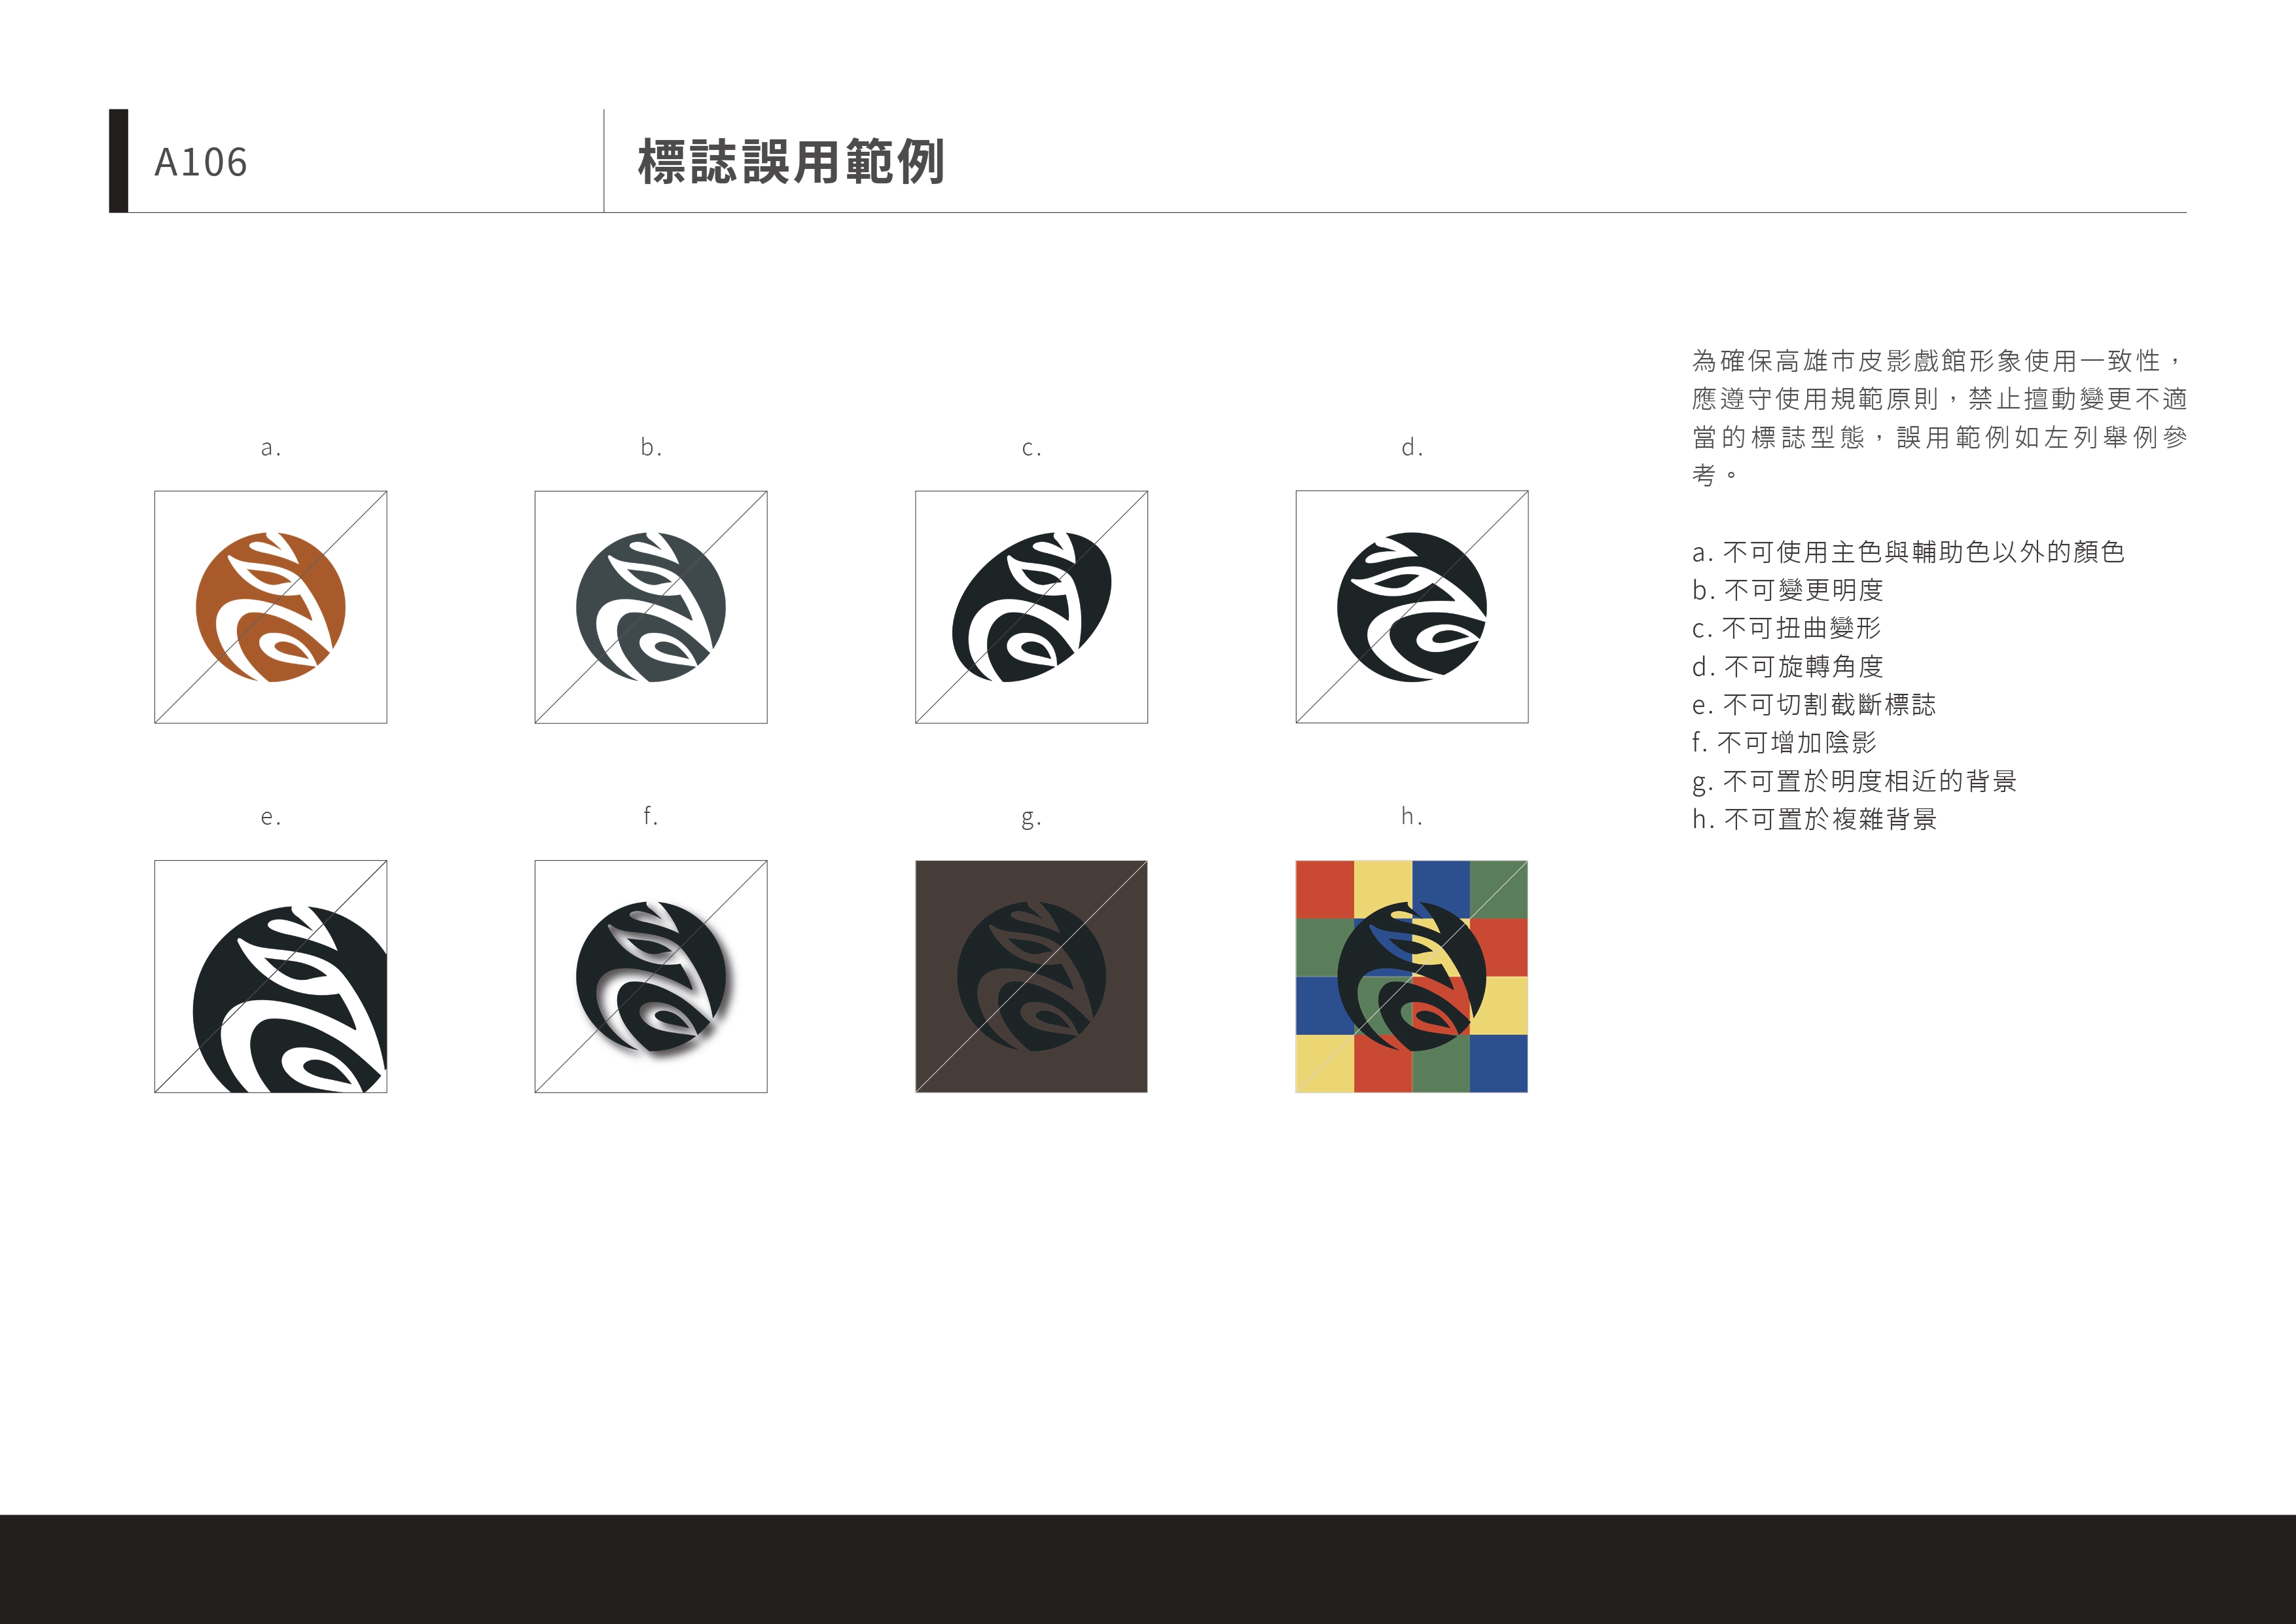 A106
標誌誤用範例
a.
b.
c.
d.
e.
f.
g.
h.
為確保高雄市皮影戲館形象使用一致性，
應遵守使用規範原則，禁止擅動變更不適
當的標誌型態，誤用範例如左列舉例參
考。
a. 不可使用主色與輔助色以外的顏色
b. 不可變更明度
c. 不可扭曲變形
d. 不可旋轉角度
e. 不可切割截斷標誌
f. 不可增加陰影
g. 不可置於明度相近的背景
h. 不可置於複雜背景